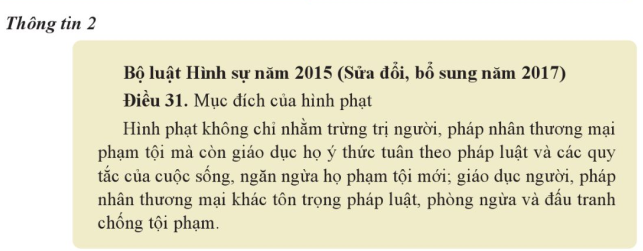 Thông tin 2
Bộ luật Hình sự năm 2015 (Sửa đổi, bổ sung năm 2017)
Điều 31. Mục đích của hình phạt
Hình phạt không chỉ nhằm trừng trị người, pháp nhân thương mại
phạm tội mà còn giáo dục họ ý thức tuân theo pháp luật và các quy
tắc của cuộc sống, ngăn ngừa họ phạm tội mới; giáo dục người, pháp
nhân thương mại khác tôn trọng pháp luật, phòng ngừa và đấu tranh
chống tội phạm.